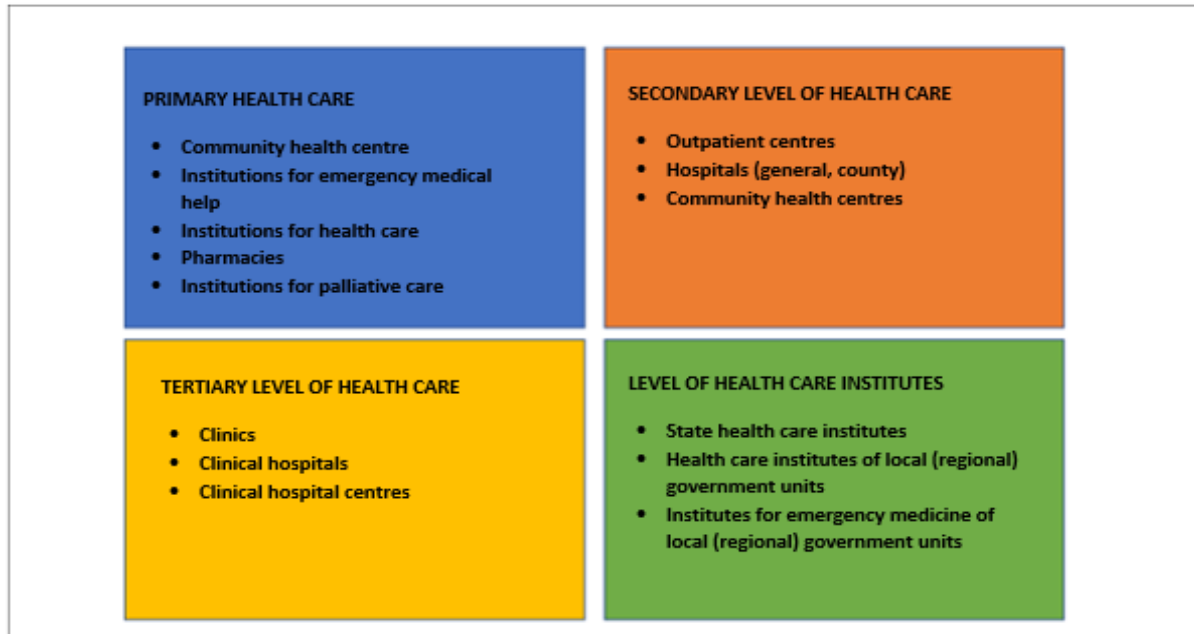 PRIMARY HEALTH CARE
• Community health centre
• Institutions for emergency medical
help
• Institutions for health care
• Pharmacies
• Institutions for palliative care
SECONDARY LEVEL OF HEALTH CARE
• Outpatient centres
• Hospitals (general, county)
• Community health centres
TERTIARY LEVEL OF HEALTH CARE
• Clinics
• Clinical hospitals
• Clinical hospital centres
LEVEL OF HEALTH CARE INSTITUTES
• State health care institutes
• Health care institutes of local (regional)
government units
• Institutes for emergency medicine of
local (regional) government units